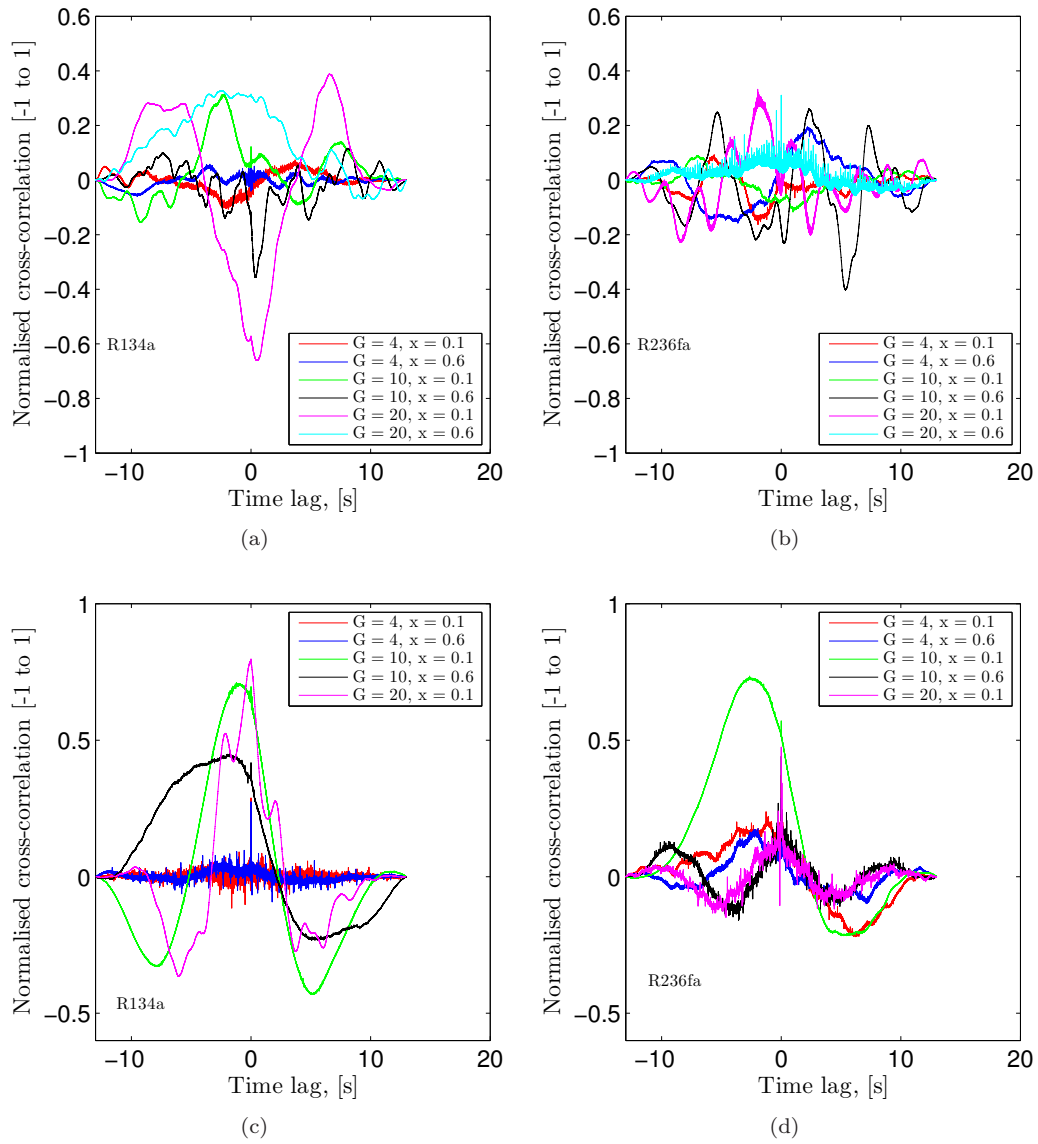 0.6
0.4
0.2
0
−0.2
−0.4
−0.6
−0.8
−1
Normalised cross-correlation [-1 to 1]
R134a
G = 4, x = 0.1
G = 4, x = 0.6
G = 10, x = 0.1
G = 10, x = 0.6
G = 20, x = 0.1
G = 20, x = 0.6
−10 0 10 20
Time lag, [s]
(a)
0.6
0.4
0.2
0
−0.2
−0.4
−0.6
−0.8
−1
Normalised cross-correlation [-1 to 1]
R236fa
G = 4, x = 0.1
G = 4, x = 0.6
G = 10, x = 0.1
G = 10, x = 0.6
G = 20, x = 0.1
G = 20, x = 0.6
−10 0 10 20
Time lag, [s]
(b)
1
0.5
0
−0.5
Normalised cross-correlation [-1 to 1]
G = 4, x = 0.1
G = 4, x = 0.6
G = 10, x = 0.1
G = 10, x = 0.6
G = 20, x = 0.1
R134a
−10 0 10 20
Time lag, [s]
(c)
1
0.5
0
−0.5
Normalised cross-correlation [-1 to 1]
G = 4, x = 0.1
G = 4, x = 0.6
G = 10, x = 0.1
G = 10, x = 0.6
G = 20, x = 0.1
R236fa
−10 0 10 20
Time lag, [s]
(d)